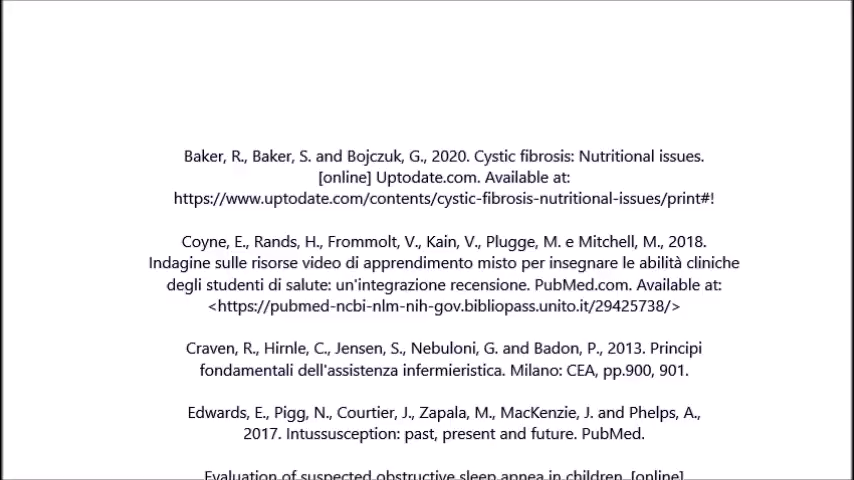 Baker, R., Baker, S. and Bojczuk, G., 2020. Cystic fibrosis: Nutritional issues.
[online] Uptodate.com. Available at:
https://www.uptodate.com/contents/cystic-fibrosis-nutritional-issues/print#!
Coyne, E., Rands, H., Frommolt, V., Kain, V., Plugge, M. e Mitchell, M., 2018.
Indagine sulle risorse video di apprendimento misto per insegnare le abilità cliniche
degli studenti di salute: un'integrazione recensione. PubMed.com. Available at:
<https://pubmed-ncbi-nlm-nih-gov.bibliopass.unito.it/29425738/>
Craven, R., Hirnle, C., Jensen, S., Nebuloni, G. and Badon, P., 2013. Principi
fondamentali dell'assistenza infermieristica. Milano: CEA, pp.900, 901.
Edwards, E., Pigg, N., Courtier, J., Zapala, M., MacKenzie, J. and Phelps, A.,
2017. Intussusception: past, present and future. PubMed.
Evaluation of suspected obstructive sleep apnea in children. [online]